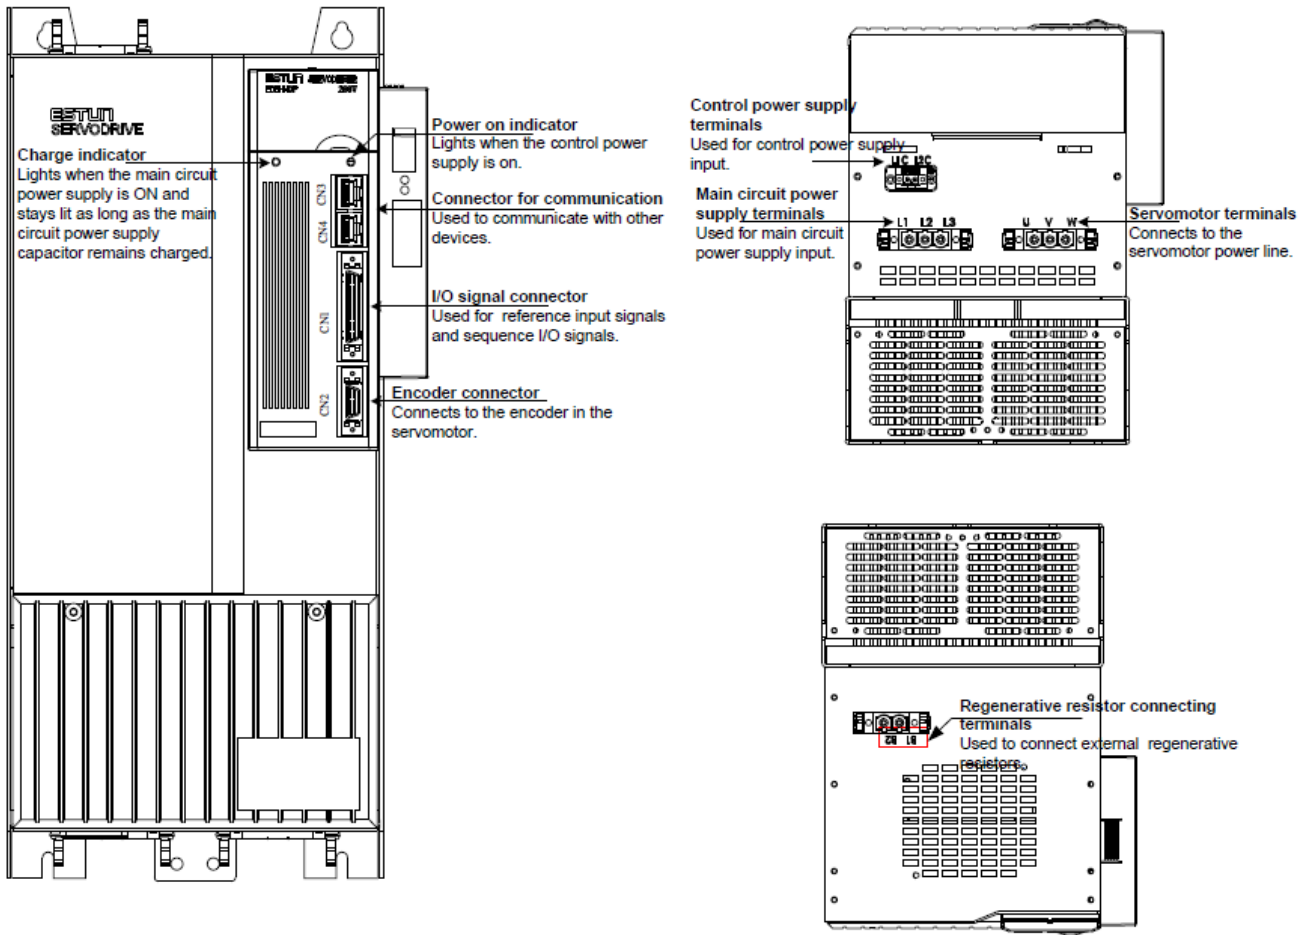 ESTUN
SERVODRIVE
ESTUN SERVODRIVE
200V
Charge indicator
Lights when the main circuit
power supply is ON and
stays lit as long as the main
circuit power supply
capacitor remains charged.
CN3
CN4
CN1
CN2
Power on indicator
Lights when the control power
supply is on.
Connector for communication
Used to communicate with other
devices.
I/O signal connector
Used for reference input signals
and sequence I/O signals.
Encoder connector
Connects to the encoder in the
servomotor.
Control power supply
terminals
Used for control power supply
input.
L1C L2C
Main circuit power
supply terminals
Used for main circuit
power supply input.
L1 L2 L3
U V W
Servomotor terminals
Connects to the
servomotor power line.
Regenerative resistor connecting
terminals
Used to connect external regenerative
resistors.
B2 B1